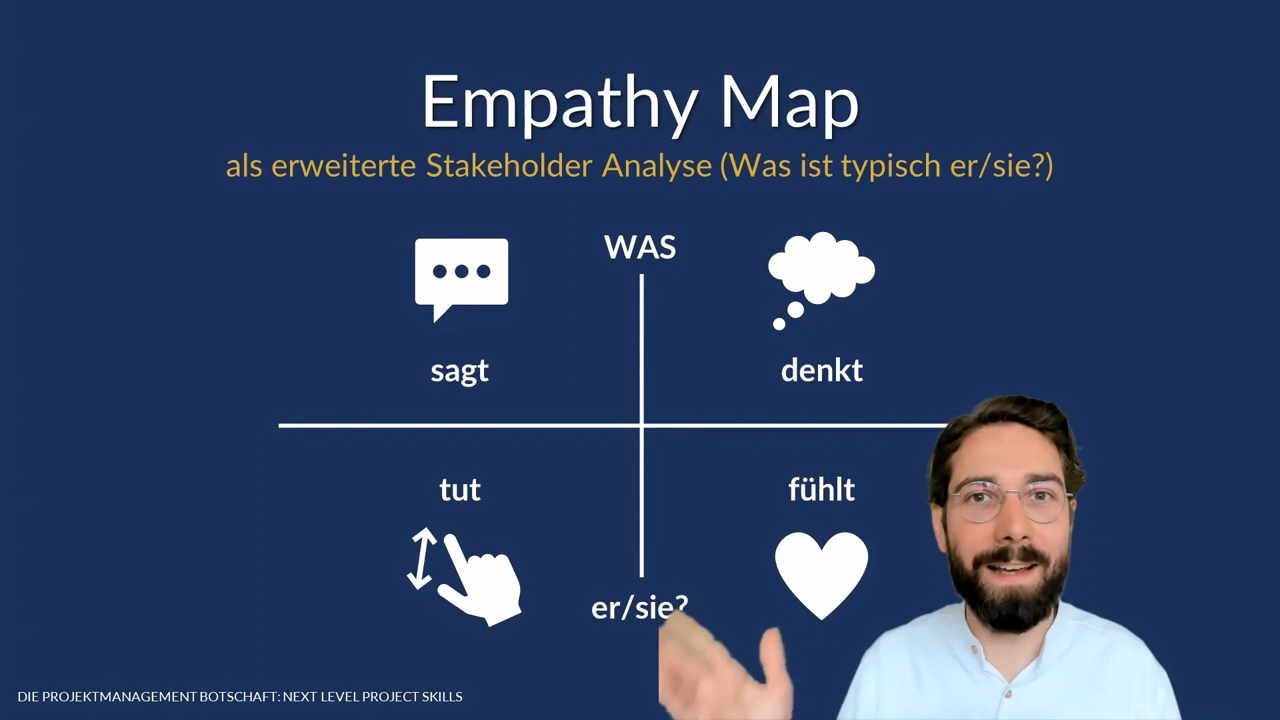 Empathy Map
als erweiterte Stakeholder Analyse (Was ist typisch er/sie?)
WAS
sagt
denkt
tut
fühlt
er/sie?
DIE PROJEKTMANAGEMENT BOTSCHAFT: NEXT LEVEL PROJECT SKILLS